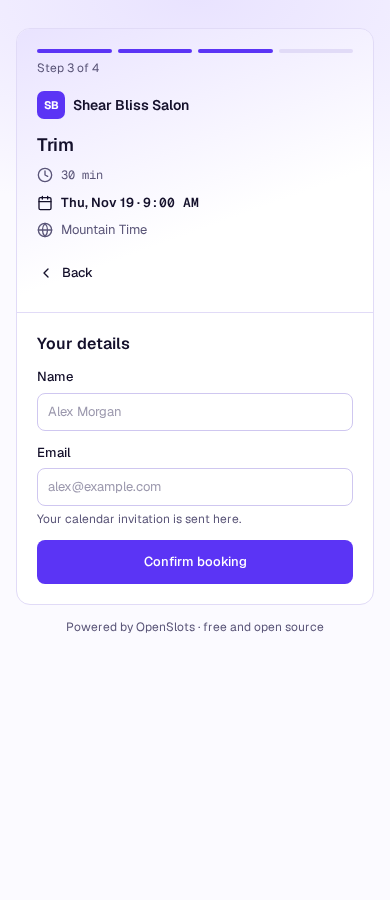 Step 3 of 4
SB Shear Bliss Salon
Trim
30 min
Thu, Nov 19 · 9:00 AM
Mountain Time
Back
Your details
Name
Alex Morgan
Email
alex@example.com
Your calendar invitation is sent here.
Confirm booking
Powered by OpenSlots · free and open source